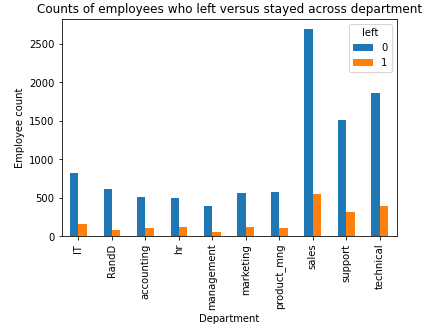 Counts of employees who left versus stayed across department
left
0
1
2500
2000
1500
1000
500
0
Employee count
IT
RandD
accounting
hr
management
marketing
product_mng
sales
support
technical
Department